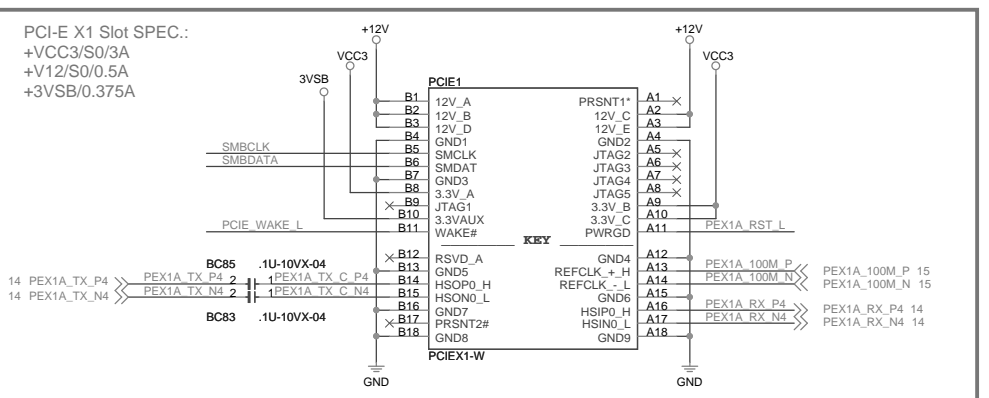 PCI-E X1 Slot SPEC.:
+VCC3/S0/3A
+V12/S0/0.5A
+3VSB/0.375A
+12V
+12V
VCC3
VCC3
3VSB
PCIE1
B1 12V_A PRSNT1* A1
B2 12V_B 12V_C A2
B3 12V_D 12V_E A3
B4 GND1 GND2 A4
SMBCLK B5 SMCLK JTAG2 A5
SMBDATA B6 SMDAT JTAG3 A6
B7 GND3 JTAG4 A7
B8 3.3V_A JTAG5 A8
B9 JTAG1 3.3V_B A9
B10 3.3VAUX 3.3V_C A10
PCIE_WAKE_L B11 WAKE# PWRGD A11 PEX1A_RST_L
KEY
B12 RSVD_A GND4 A12
BC85 .1U-10VX-04 B13 GND5 REFCLK_+_H A13 PEX1A_100M_P PEX1A_100M_P 15
14 PEX1A_TX_P4 PEX1A_TX_P4 2 1 PEX1A_TX_C_P4 B14 HSOP0_H REFCLK_-_L A14 PEX1A_100M_N PEX1A_100M_N 15
14 PEX1A_TX_N4 PEX1A_TX_N4 2 1 PEX1A_TX_C_N4 B15 HSON0_L GND6 A15
B16 GND7 HSIP0_H A16 PEX1A_RX_P4 PEX1A_RX_P4 14
BC83 .1U-10VX-04 B17 PRSNT2# HSIN0_L A17 PEX1A_RX_N4 PEX1A_RX_N4 14
B18 GND8 GND9 A18
PCIEX1-W
GND
GND